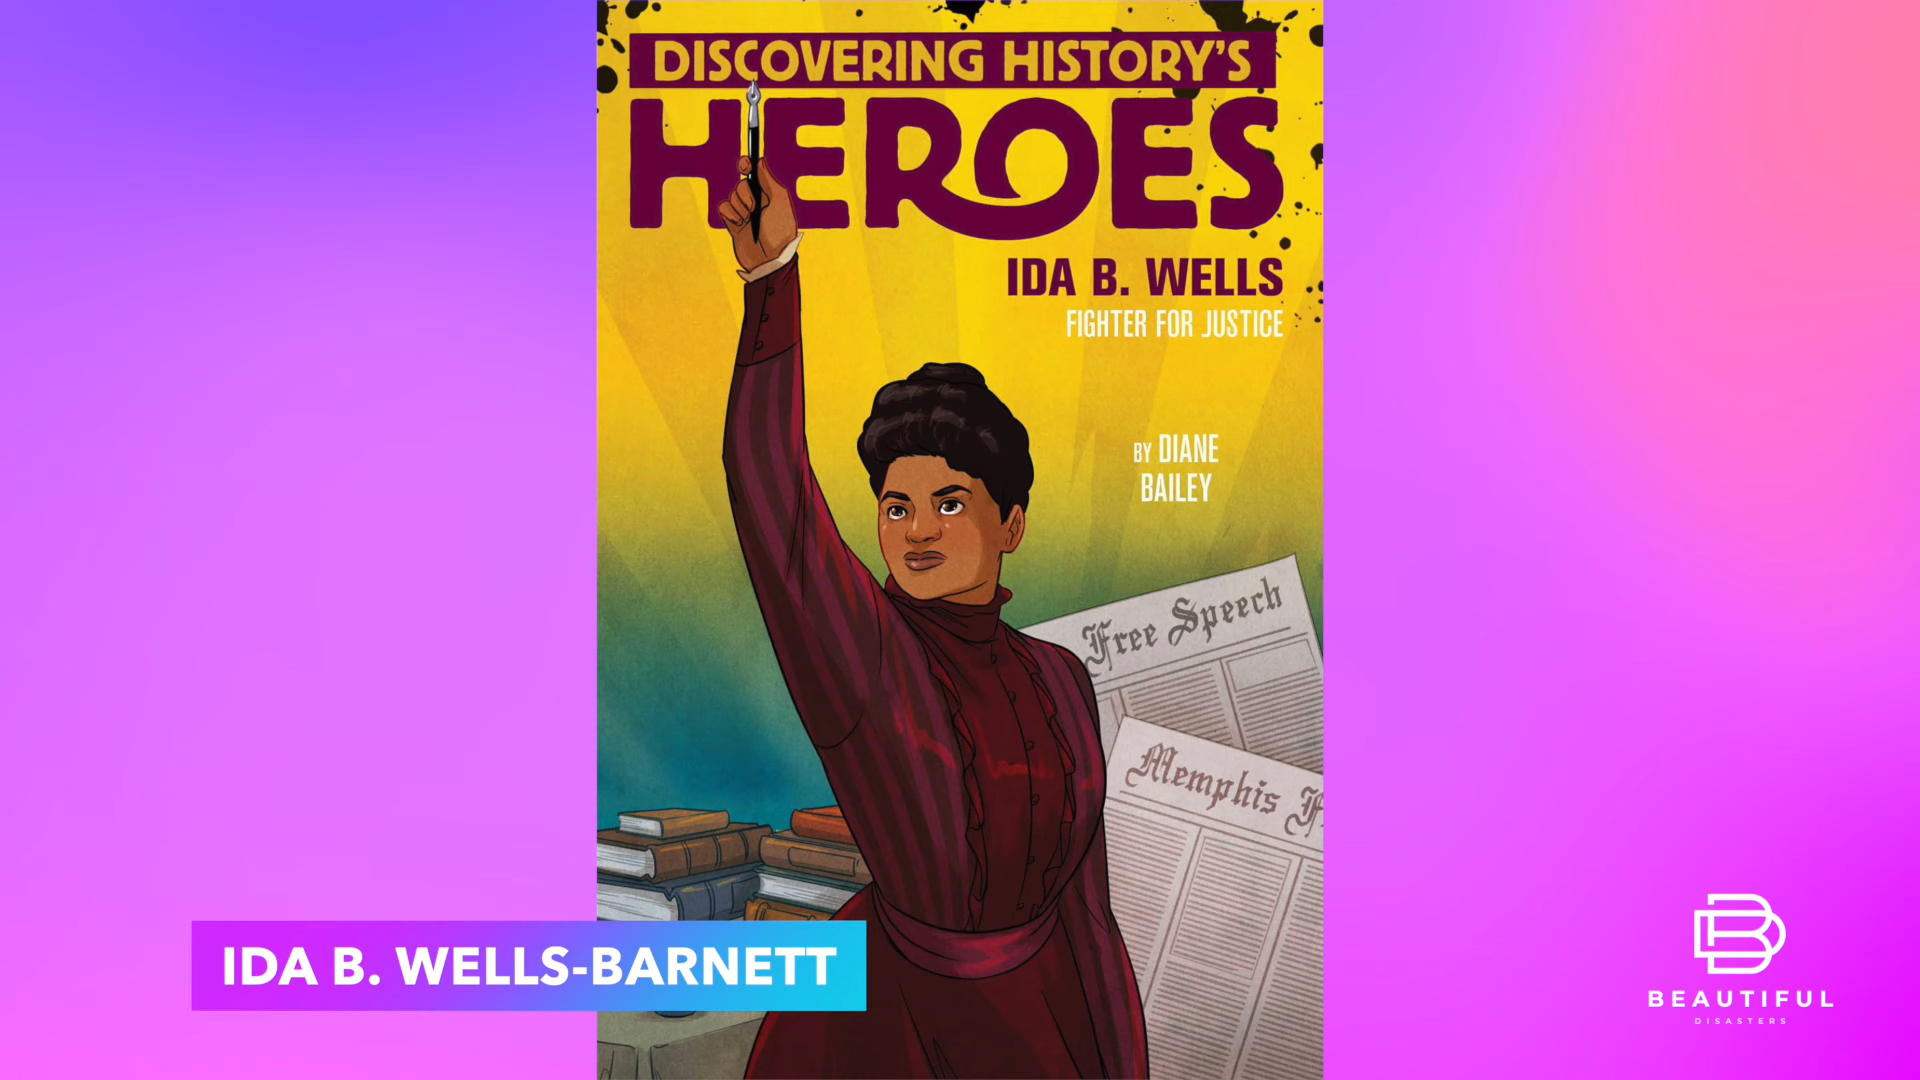 DISCOVERING HISTORY'S
HEROES
IDA B. WELLS
FIGHTER FOR JUSTICE
BY DIANE
BAILEY
Free Speech
Memphis F
IDA B. WELLS-BARNETT
BEAUTIFUL
DISASTERS